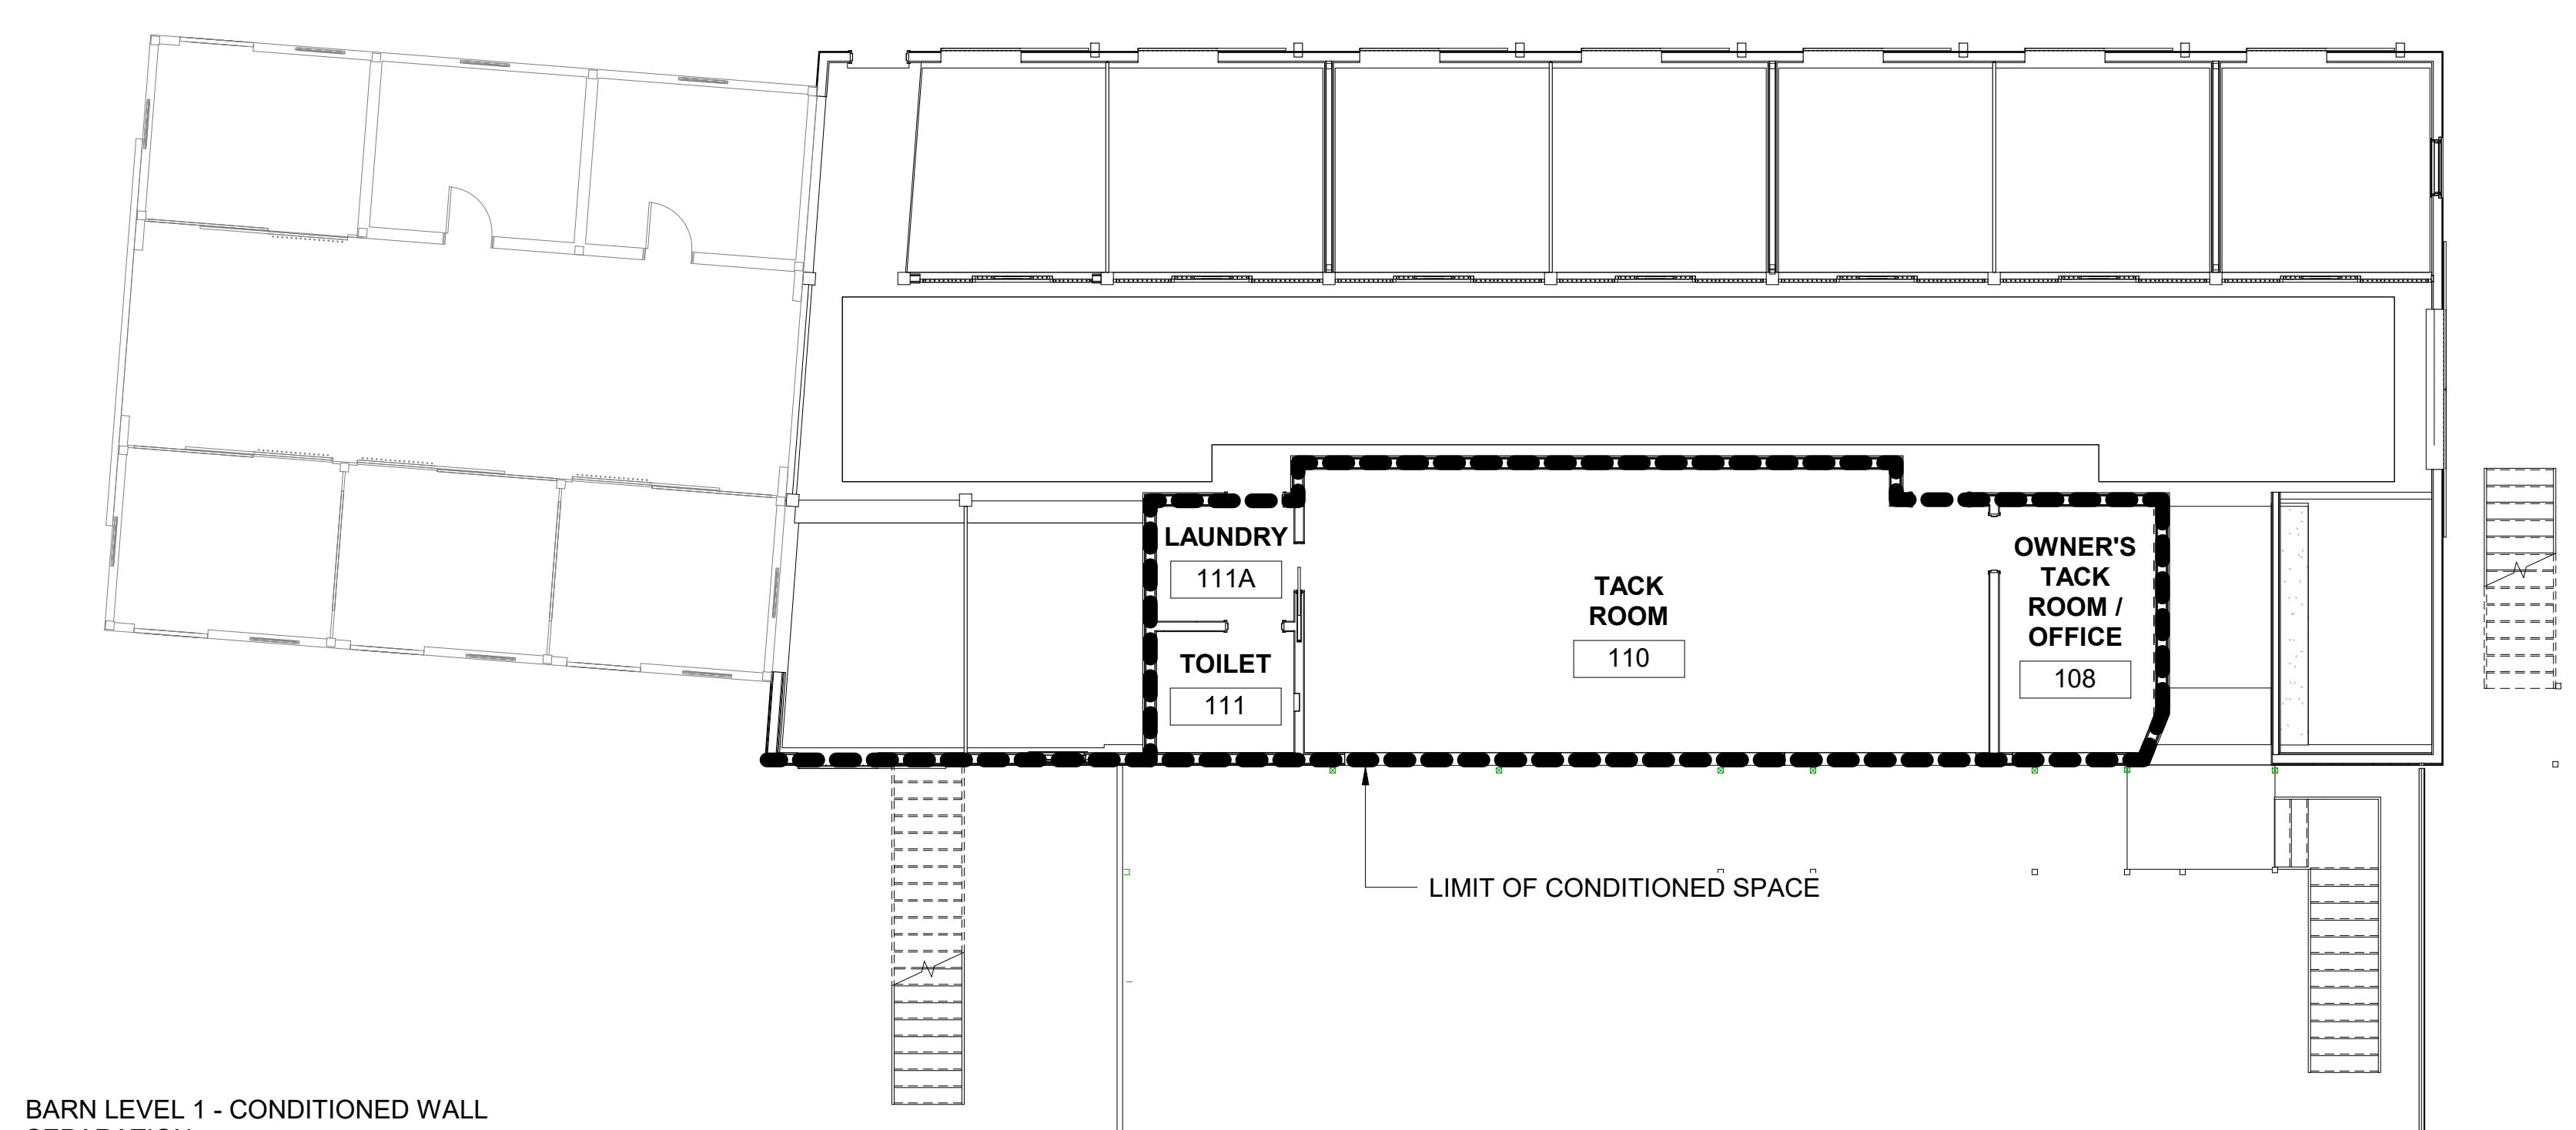 LAUNDRY
111A
TOILET
111
TACK
ROOM
110
OWNER'S
TACK
ROOM /
OFFICE
108
LIMIT OF CONDITIONED SPACE
BARN LEVEL 1 - CONDITIONED WALL